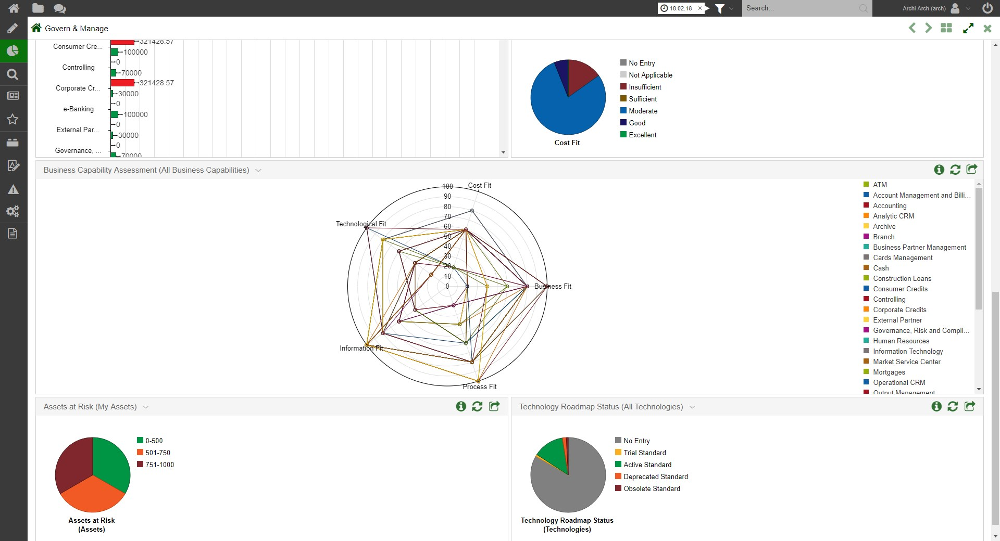 18.02.18 ×
Search...
Archi Arch (arch)
Govern & Manage
Consumer Cre...
321428.57
100000
Controlling
0
70000
Corporate Cr...
321428.57
30000
e-Banking
0
100000
External Par...
0
30000
Governance, ...
0
70000
No Entry
Not Applicable
Insufficient
Sufficient
Moderate
Good
Excellent
Cost Fit
Business Capability Assessment (All Business Capabilities)
100
90
80
70
60
50
40
30
20
10
0
Cost Fit
Technological Fit
Business Fit
Information Fit
Process Fit
ATM
Account Management and Billi...
Accounting
Analytic CRM
Archive
Branch
Business Partner Management
Cards Management
Cash
Construction Loans
Consumer Credits
Controlling
Corporate Credits
External Partner
Governance, Risk and Compli...
Human Resources
Information Technology
Market Service Center
Mortgages
Operational CRM
Output Management
Assets at Risk (My Assets)
0-500
501-750
751-1000
Assets at Risk
(Assets)
Technology Roadmap Status (All Technologies)
No Entry
Trial Standard
Active Standard
Deprecated Standard
Obsolete Standard
Technology Roadmap Status
(Technologies)